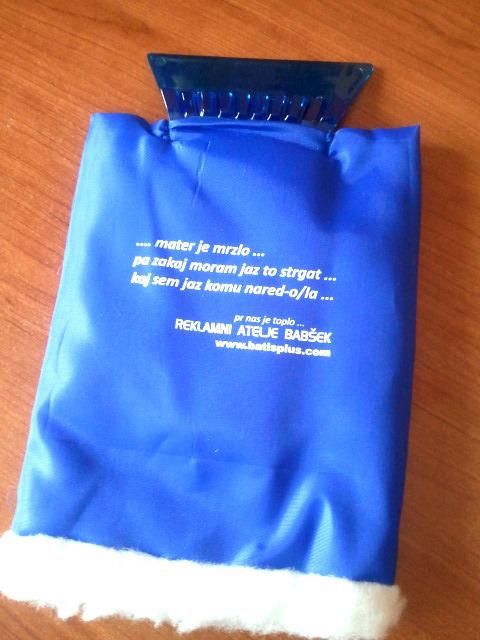 .... mater je mrzlo ...
pa zakaj moram jaz to strgat ...
kaj sem jaz komu nared-o/la ...
pr nas je toplo ...
REKLAMNI ATELJE BABŠEK
www.batisplus.com